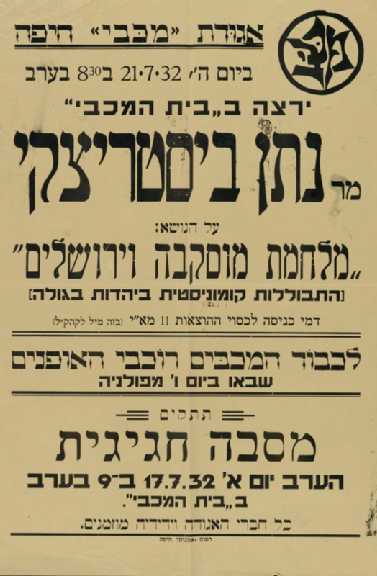 אגודת "מכבי" חיפה
ביום ה' 21.7.32 ב 8³⁰ בערב
ירצה ב„בית המכבי"
מר נתן ביסטריצקי
על הנושא:
„מלחמת מוסקבה וירושלים"
[התבוללות קומוניסטית ביהדות בגולה]
דמי כניסה לכסוי ההוצאות 11 מא"י
לכבוד המכבים רוכבי האופנים
שבאו ביום ו' מפולניה
תתקים
מסבה חגיגית
הערב יום א' 17.7.32 ב־9 בערב
ב„בית המכבי".
כל חברי האגודה וידידיה מוזמנים.